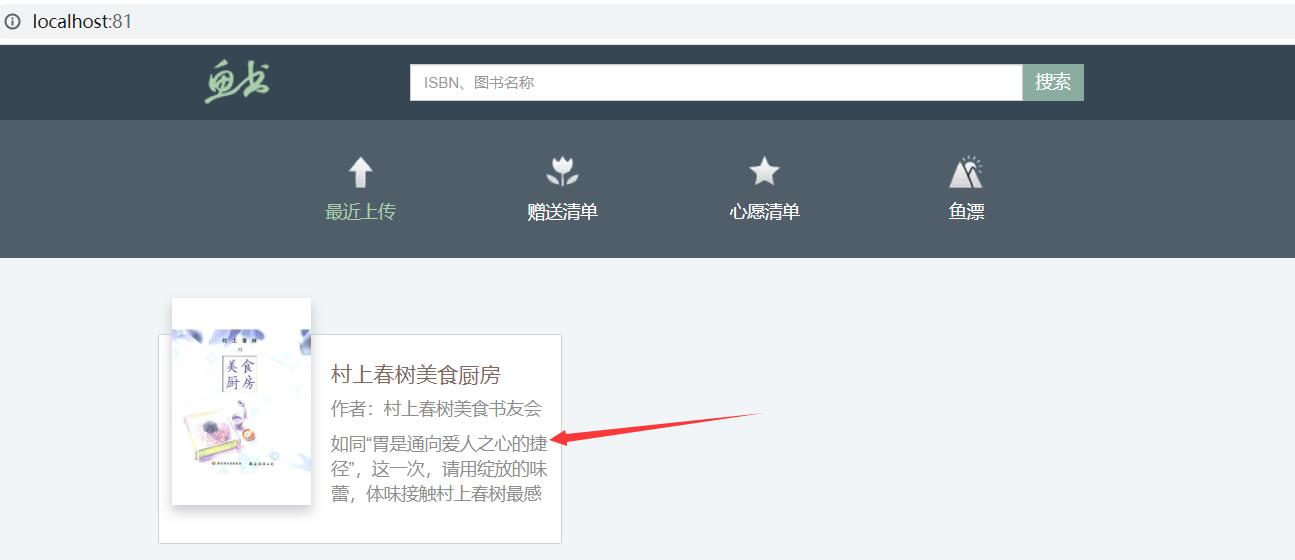 localhost:81
鱼书
ISBN、图书名称
搜索
最近上传
赠送清单
心愿清单
鱼漂
村上春树
の
美食
厨房
村上春树美食厨房
作者：村上春树美食书友会
如同“胃是通向爱人之心的捷
径”，这一次，请用绽放的味
蕾，体味接触村上春树最感